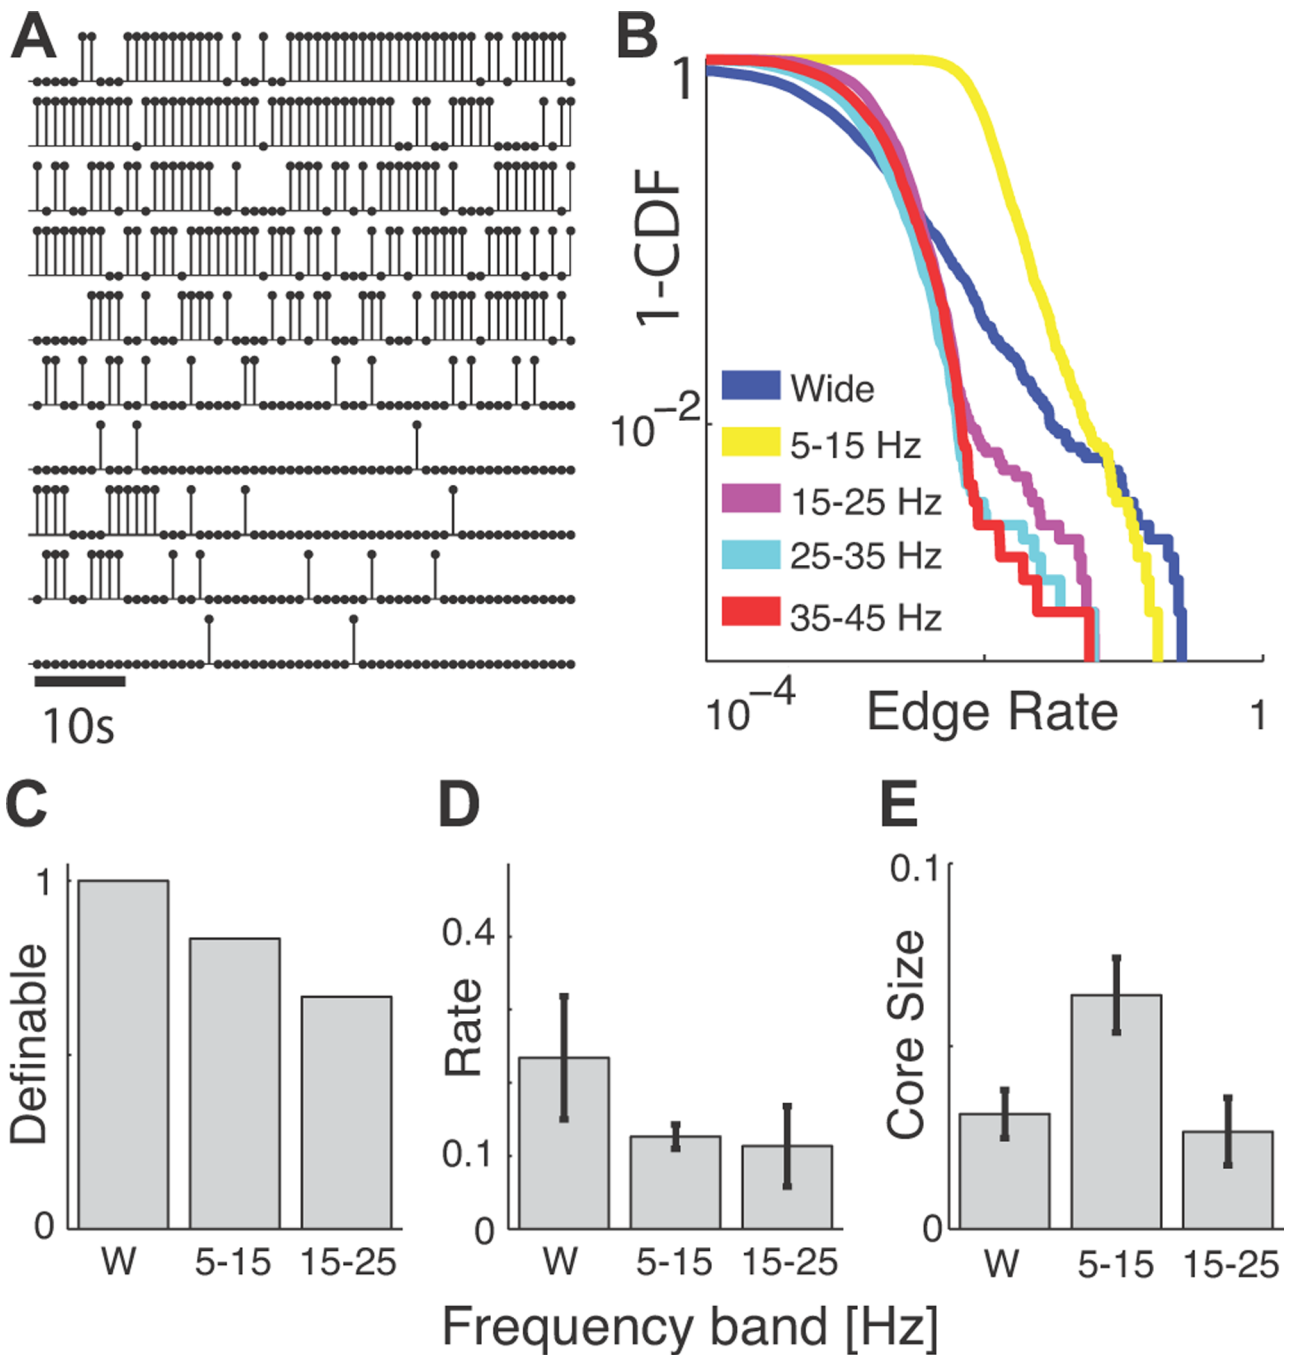 A
10s
B
1
10−2
1-CDF
Wide
5-15 Hz
15-25 Hz
25-35 Hz
35-45 Hz
10−4
Edge Rate
1
C
1
0
Definable
W
5-15
15-25
D
0.4
0.1
0
Rate
W
5-15
15-25
E
0.1
0
Core Size
W
5-15
15-25
Frequency band [Hz]